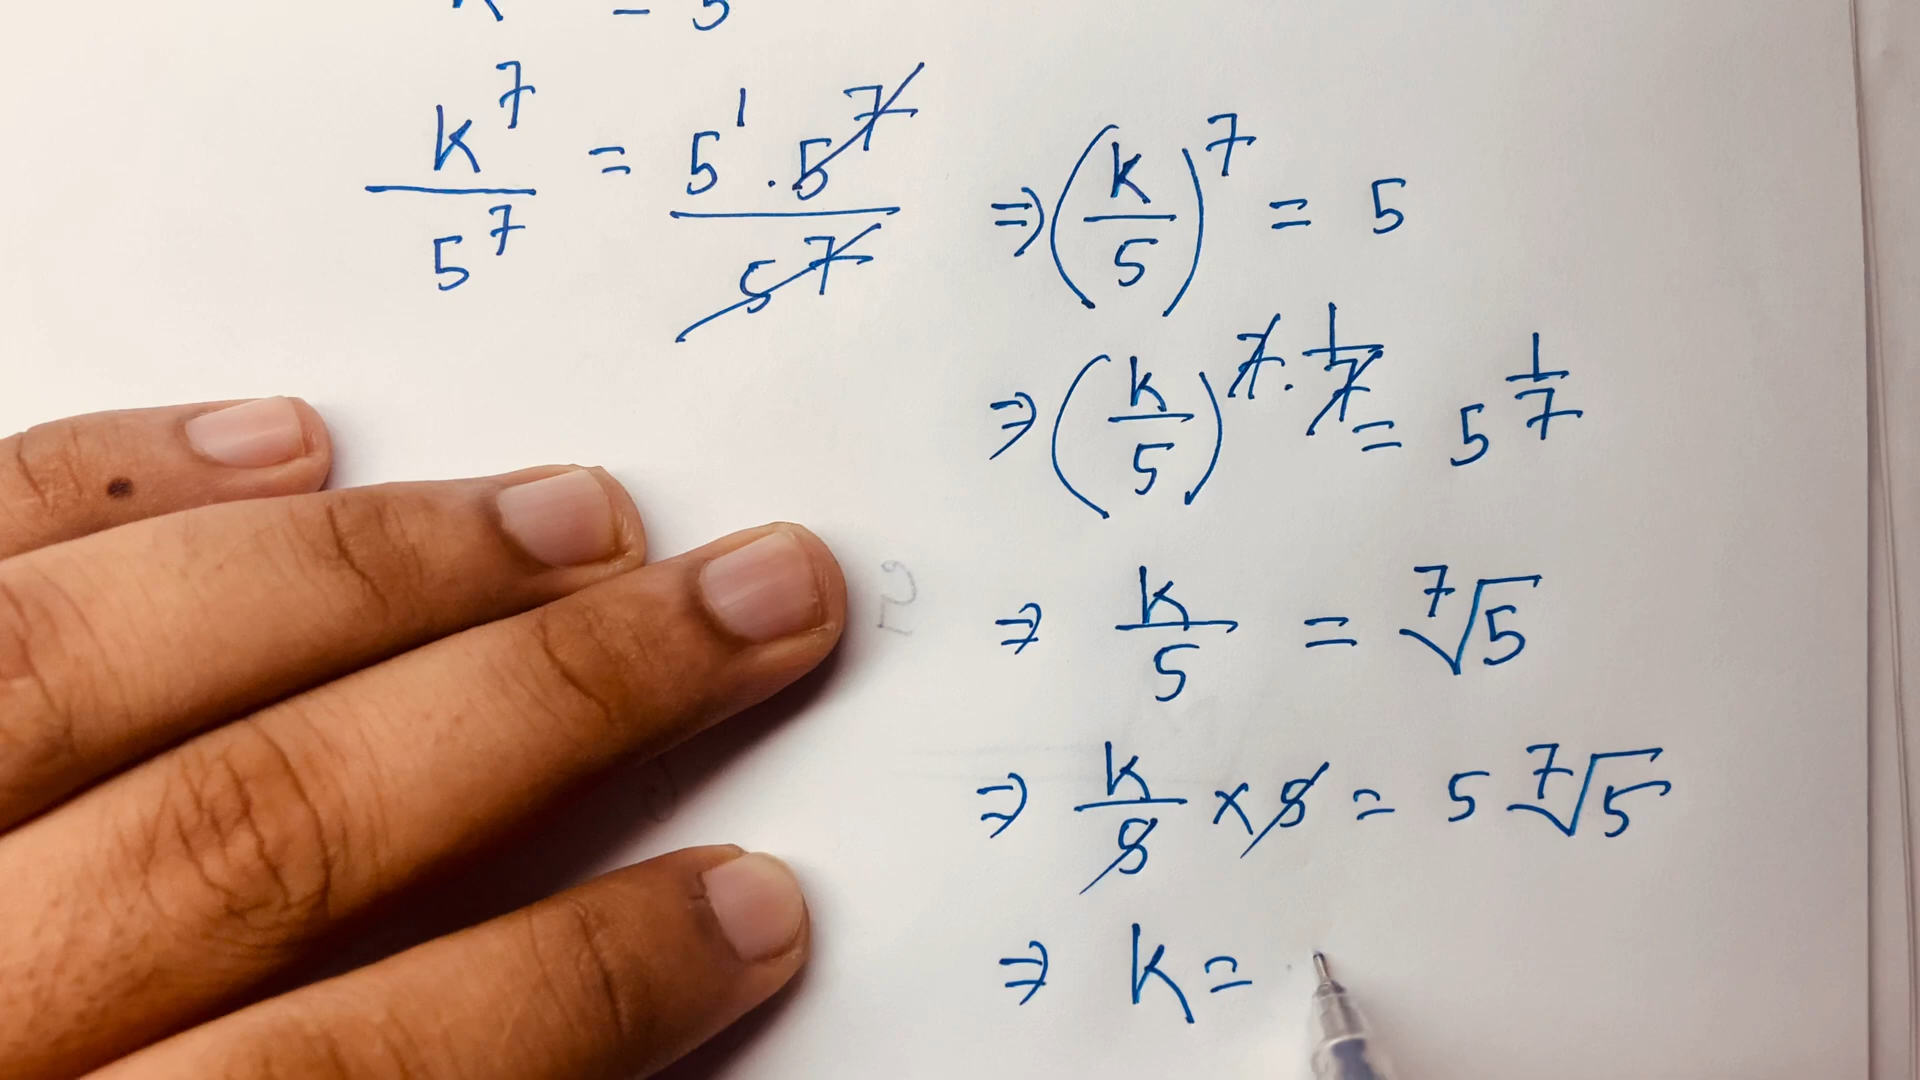 k^7 / 5^7 = 5^1 . 5^7 / 5^7
⇒ (k/5)^7 = 5
⇒ (k/5)^(7 . 1/7) = 5^(1/7)
⇒ k/5 = ⁷√5
⇒ k/5 × 5 = 5 ⁷√5
⇒ k =